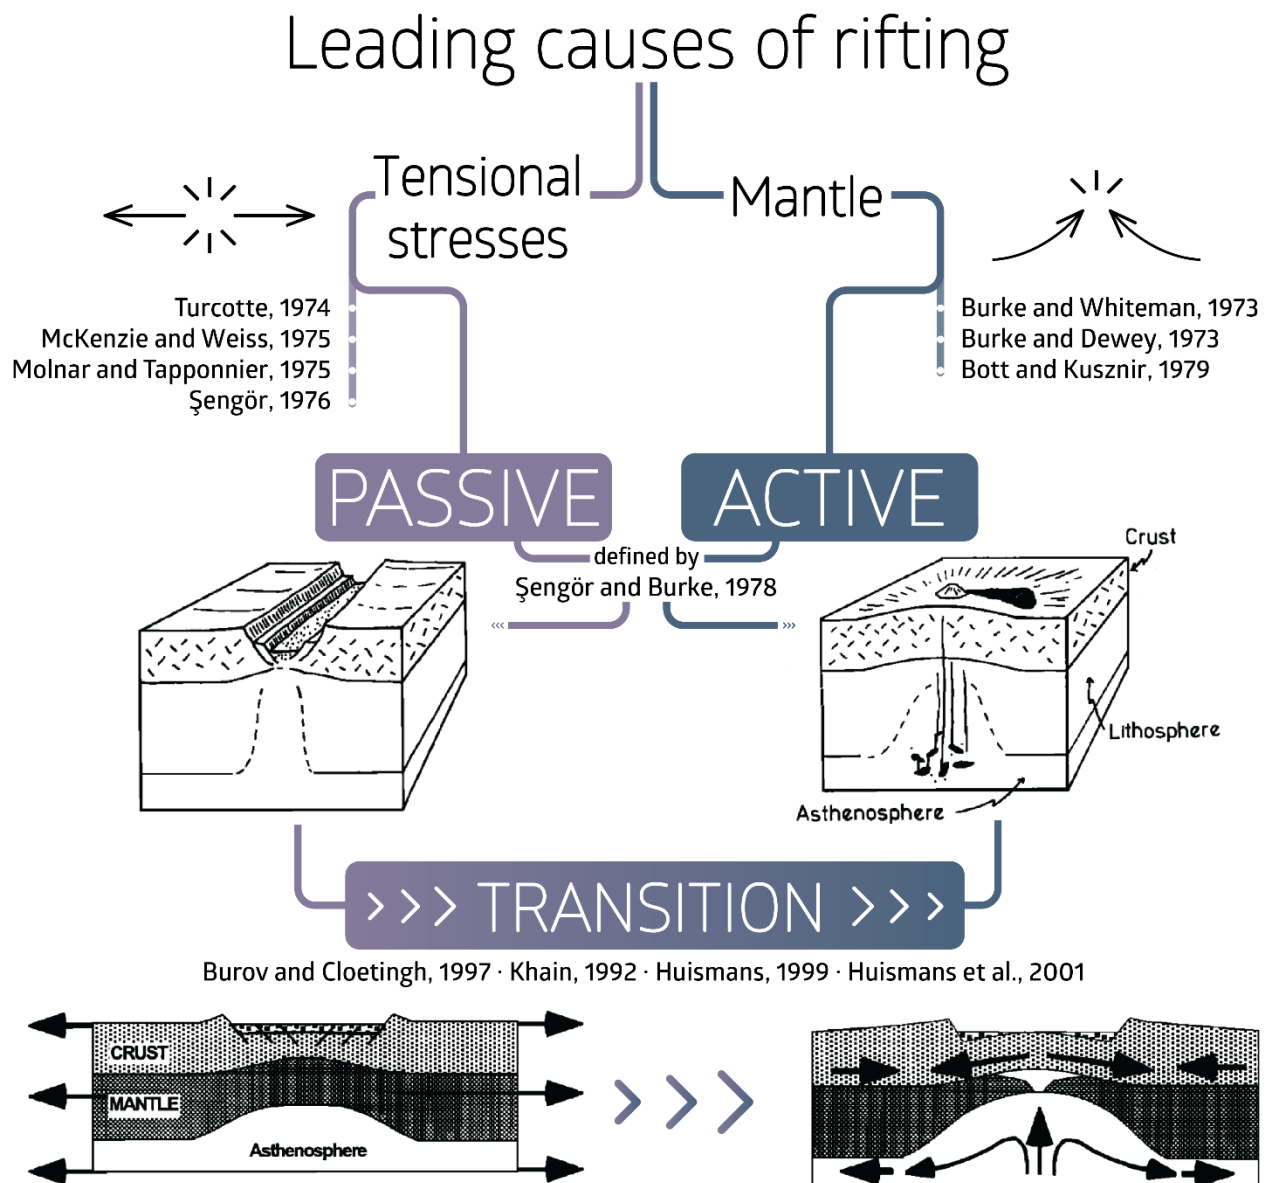 Leading causes of rifting
Tensional
stresses
Mantle
Turcotte, 1974
McKenzie and Weiss, 1975
Molnar and Tapponnier, 1975
Şengör, 1976
Burke and Whiteman, 1973
Burke and Dewey, 1973
Bott and Kusznir, 1979
PASSIVE
ACTIVE
defined by
Şengör and Burke, 1978
Crust
Lithosphere
Asthenosphere
TRANSITION
Burov and Cloetingh, 1997 · Khain, 1992 · Huismans, 1999 · Huismans et al., 2001
CRUST
MANTLE
Asthenosphere